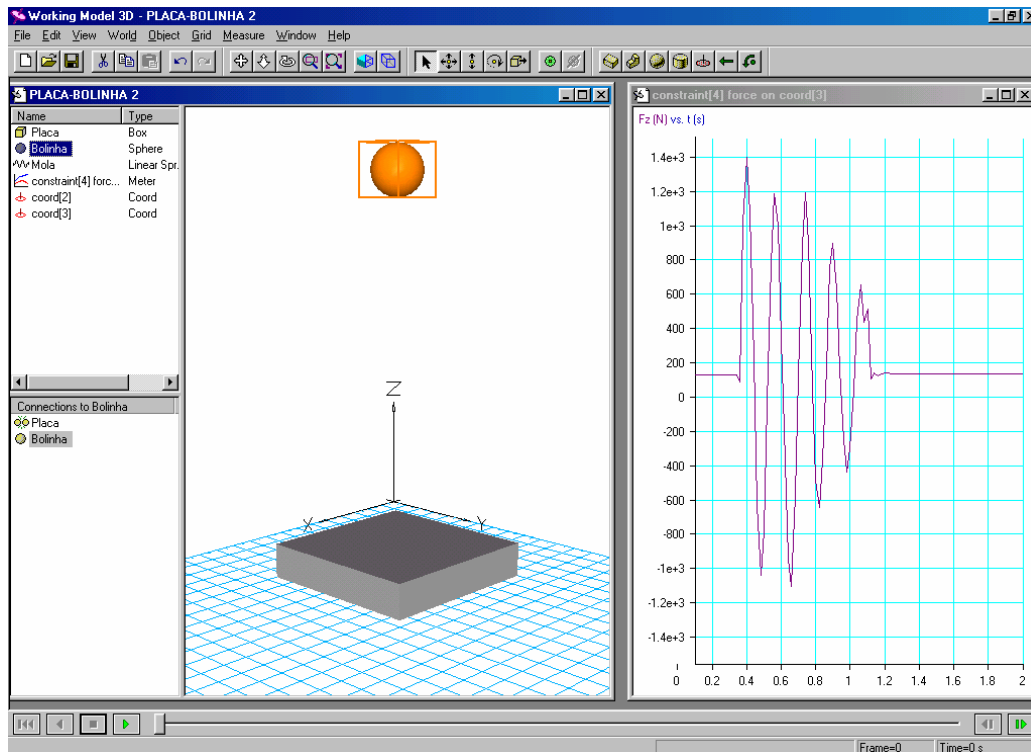 Working Model 3D - PLACA-BOLINHA 2
File Edit View World Object Grid Measure Window Help
PLACA-BOLINHA 2
Name Type
Placa Box
Bolinha Sphere
Mola Linear Spr.
constraint[4] forc... Meter
coord[2] Coord
coord[3] Coord
Connections to Bolinha
Placa
Bolinha
Z
X Y
constraint[4] force on coord[3]
Fz (N) vs. t (s)
1.4e+3
1.2e+3
1e+3
800
600
400
200
0
-200
-400
-600
-800
-1e+3
-1.2e+3
-1.4e+3
0.2 0.4 0.6 0.8 1 1.2 1.4 1.6 1.8 2
Frame=0 Time=0 s